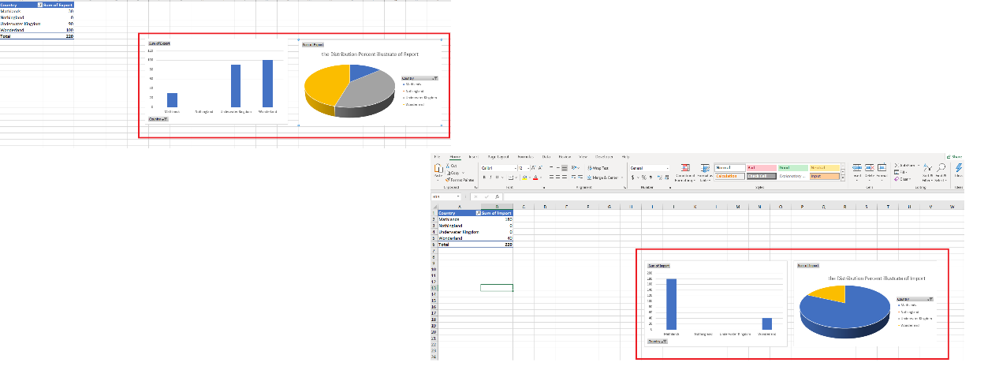 Country Sum of Export
Mathlands 30
Nothingland 0
Underwater Kingdom 90
Wonderland 100
Total 220
Sum of Export
120
100
80
60
40
20
0
Mathlands Nothingland Underwater Kingdom Wonderland
Country
Sum of Export
the Distribution Percent illustrate of Export
Country
Mathlands
Nothingland
Underwater Kingdom
Wonderland
File Home Insert Page Layout Formulas Data Review View Developer Help Share
Paste
Cut
Copy
Format Painter
Clipboard
Calibri 12
B I U
Font
Wrap Text
Merge & Center
Alignment
General
Number
Conditional Formatting
Format as Table
Normal Bad Good Neutral
Calculation Check Cell Explanatory ... Input
Styles
Insert Delete Format
Cells
AutoSum
Fill
Clear
Sort & Filter
Find & Select
Editing
Ideas
Ideas
B13
fx
A B C D E F G H I J K L M N O P Q R S T U V W
1 Country Sum of Import
2 Mathlands 180
3 Nothingland 0
4 Underwater Kingdom 0
5 Wonderland 40
6 Total 220
7
8
9
10
11
12
13
14
15
16
17
18
19
20
21
22
23
24
Sum of Import
200
180
160
140
120
100
80
60
40
20
0
Mathlands Nothingland Underwater Kingdom Wonderland
Country
Sum of Import
the Distribution Percent illustrate of Import
Country
Mathlands
Nothingland
Underwater Kingdom
Wonderland